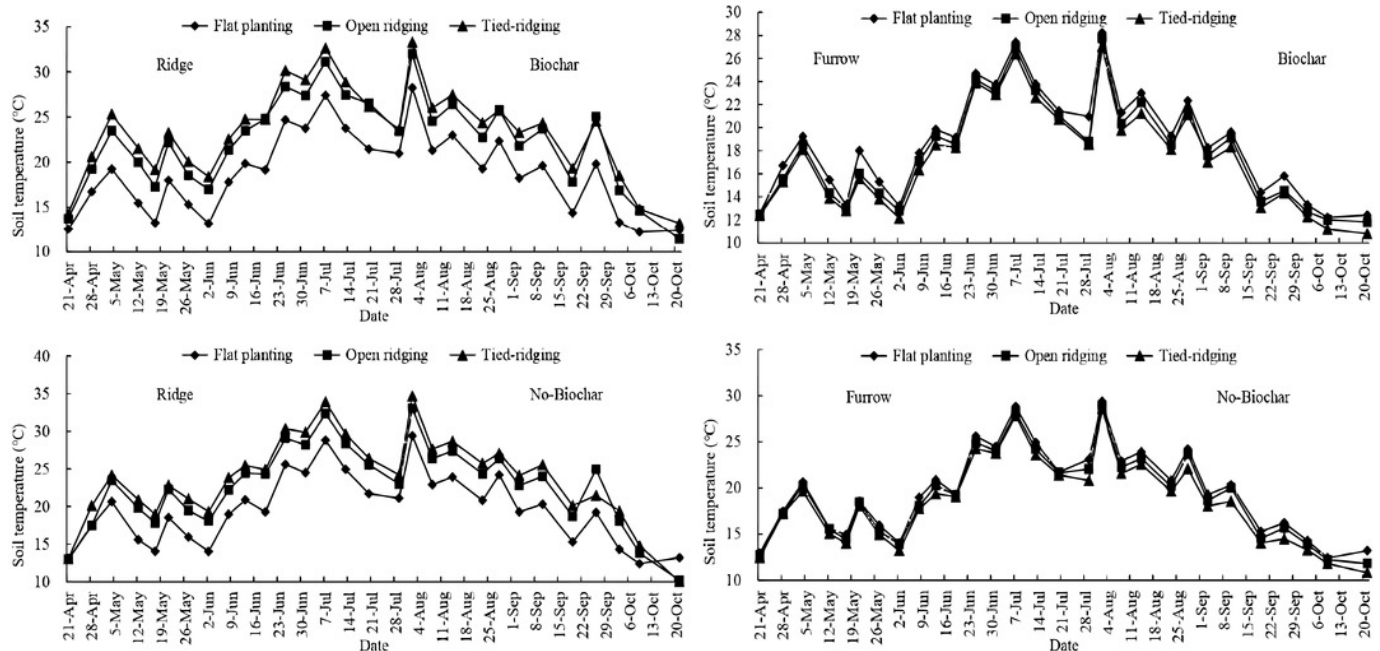 Flat planting Open ridging Tied-ridging
Ridge Biochar
Soil temperature (°C)
35
30
25
20
15
10
21-Apr
28-Apr
5-May
12-May
19-May
26-May
2-Jun
9-Jun
16-Jun
23-Jun
30-Jun
7-Jul
14-Jul
21-Jul
28-Jul
4-Aug
11-Aug
18-Aug
25-Aug
1-Sep
8-Sep
15-Sep
22-Sep
29-Sep
6-Oct
13-Oct
20-Oct
Date
Flat planting Open ridging Tied-ridging
Furrow Biochar
Soil temperature (°C)
30
28
26
24
22
20
18
16
14
12
10
21-Apr
28-Apr
5-May
12-May
19-May
26-May
2-Jun
9-Jun
16-Jun
23-Jun
30-Jun
7-Jul
14-Jul
21-Jul
28-Jul
4-Aug
11-Aug
18-Aug
25-Aug
1-Sep
8-Sep
15-Sep
22-Sep
29-Sep
6-Oct
13-Oct
20-Oct
Date
Flat planting Open ridging Tied-ridging
Ridge No-Biochar
Soil temperature (°C)
40
35
30
25
20
15
10
21-Apr
28-Apr
5-May
12-May
19-May
26-May
2-Jun
9-Jun
16-Jun
23-Jun
30-Jun
7-Jul
14-Jul
21-Jul
28-Jul
4-Aug
11-Aug
18-Aug
25-Aug
1-Sep
8-Sep
15-Sep
22-Sep
29-Sep
6-Oct
13-Oct
20-Oct
Date
Flat planting Open ridging Tied-ridging
Furrow No-Biochar
Soil temperature (°C)
35
30
25
20
15
10
21-Apr
28-Apr
5-May
12-May
19-May
26-May
2-Jun
9-Jun
16-Jun
23-Jun
30-Jun
7-Jul
14-Jul
21-Jul
28-Jul
4-Aug
11-Aug
18-Aug
25-Aug
1-Sep
8-Sep
15-Sep
22-Sep
29-Sep
6-Oct
13-Oct
20-Oct
Date